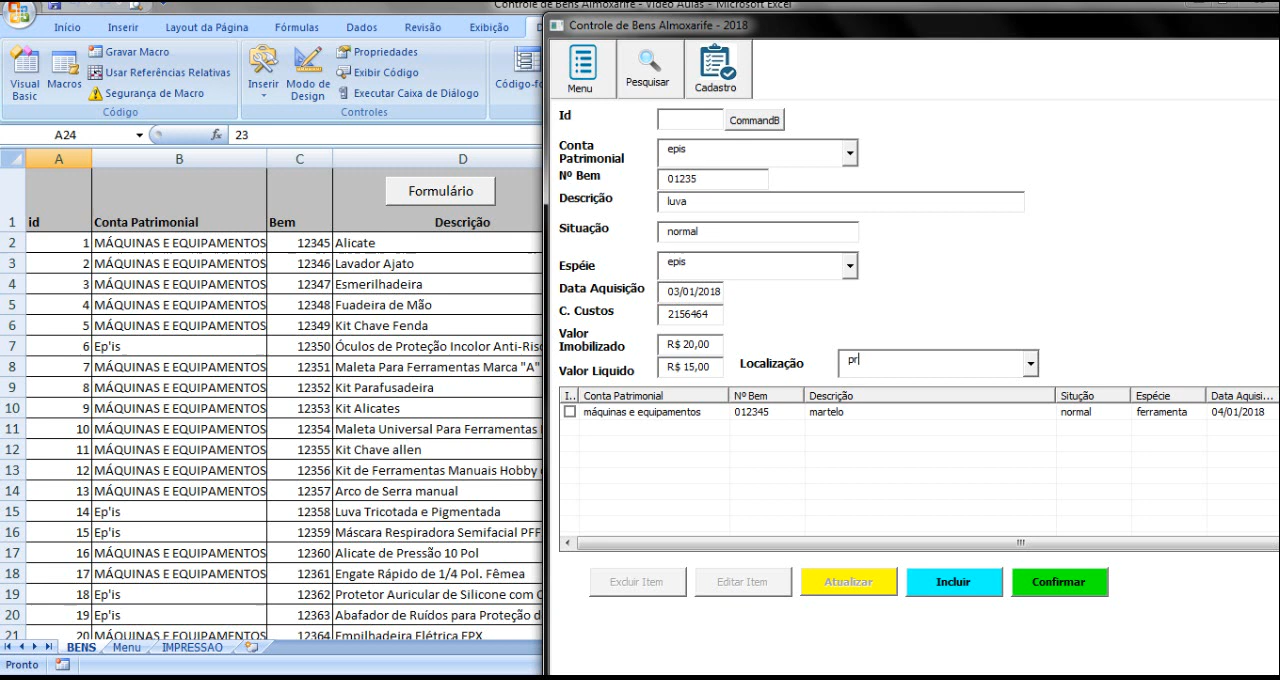 Controle de Bens Almoxarife - Vídeo Aulas - Microsoft Excel
Início Inserir Layout da Página Fórmulas Dados Revisão Exibição
Visual Basic
Macros
Gravar Macro
Usar Referências Relativas
Segurança de Macro
Código
Inserir
Modo de Design
Propriedades
Exibir Código
Executar Caixa de Diálogo
Controles
A24 fx 23
A B C D
Formulário
1 id Conta Patrimonial Bem Descrição
2 1 MÁQUINAS E EQUIPAMENTOS 12345 Alicate
3 2 MÁQUINAS E EQUIPAMENTOS 12346 Lavador Ajato
4 3 MÁQUINAS E EQUIPAMENTOS 12347 Esmerilhadeira
5 4 MÁQUINAS E EQUIPAMENTOS 12348 Fuadeira de Mão
6 5 MÁQUINAS E EQUIPAMENTOS 12349 Kit Chave Fenda
7 6 Ep'is 12350 Óculos de Proteção Incolor
8 7 MÁQUINAS E EQUIPAMENTOS 12351 Maleta Para Ferramentas Marca "A"
9 8 MÁQUINAS E EQUIPAMENTOS 12352 Kit Parafusadeira
10 9 MÁQUINAS E EQUIPAMENTOS 12353 Kit Alicates
11 10 MÁQUINAS E EQUIPAMENTOS 12354 Maleta Universal Para Ferramentas
12 11 MÁQUINAS E EQUIPAMENTOS 12355 Kit Chave allen
13 12 MÁQUINAS E EQUIPAMENTOS 12356 Kit de Ferramentas Manuais Hobby
14 13 MÁQUINAS E EQUIPAMENTOS 12357 Arco de Serra manual
15 14 Ep'is 12358 Luva Tricotada e Pigmentada
16 15 Ep'is 12359 Máscara Respiradora Semifacial
17 16 MÁQUINAS E EQUIPAMENTOS 12360 Alicate de Pressão 10 Pol
18 17 MÁQUINAS E EQUIPAMENTOS 12361 Engate Rápido de 1/4 Pol. Fêmea
19 18 Ep'is 12362 Protetor Auricular de Silicone com
20 19 Ep'is 12363 Abafador de Ruídos para Proteção
21 20 MÁQUINAS E EQUIPAMENTOS 12364 Empilhadeira Elétrica
BENS Menu IMPRESSAO
Pronto
Controle de Bens Almoxarife - 2018
Menu Pesquisar Cadastro
Id CommandB
Conta Patrimonial epis
Nº Bem 01235
Descrição luva
Situação normal
Espéie epis
Data Aquisição 03/01/2018
C. Custos 2156464
Valor Imobilizado R$ 20,00
Valor Liquido R$ 15,00 Localização pr
I... Conta Patrimonial Nº Bem Descrição Situção Espécie Data Aquisi...
máquinas e equipamentos 012345 martelo normal ferramenta 04/01/2018
Excluir Item Editar Item Atualizar Incluir Confirmar